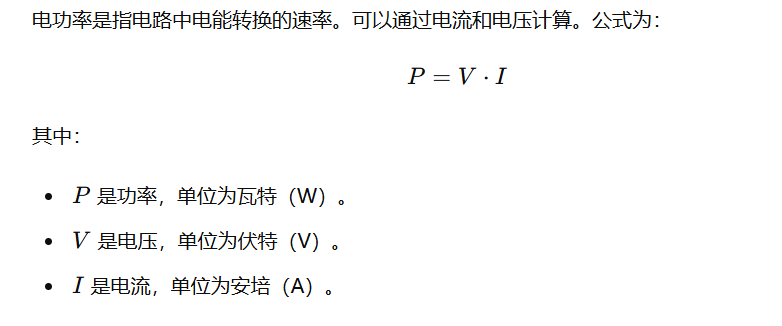 电功率是指电路中电能转换的速率。可以通过电流和电压计算。公式为：
P = V · I
其中：
• P 是功率，单位为瓦特（W）。
• V 是电压，单位为伏特（V）。
• I 是电流，单位为安培（A）。